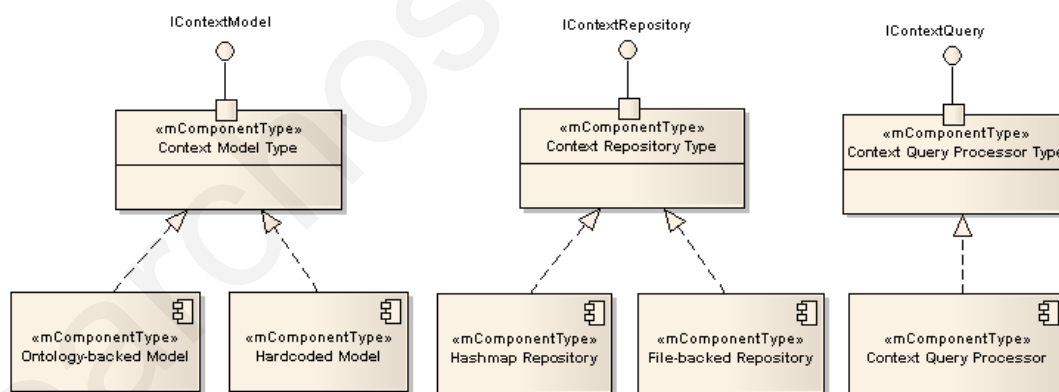 IContextModel
IContextRepository
IContextQuery
«mComponentType»
Context Model Type
«mComponentType»
Context Repository Type
«mComponentType»
Context Query Processor Type
«mComponentType»
Ontology-backed Model
«mComponentType»
Hardcoded Model
«mComponentType»
Hashmap Repository
«mComponentType»
File-backed Repository
«mComponentType»
Context Query Processor